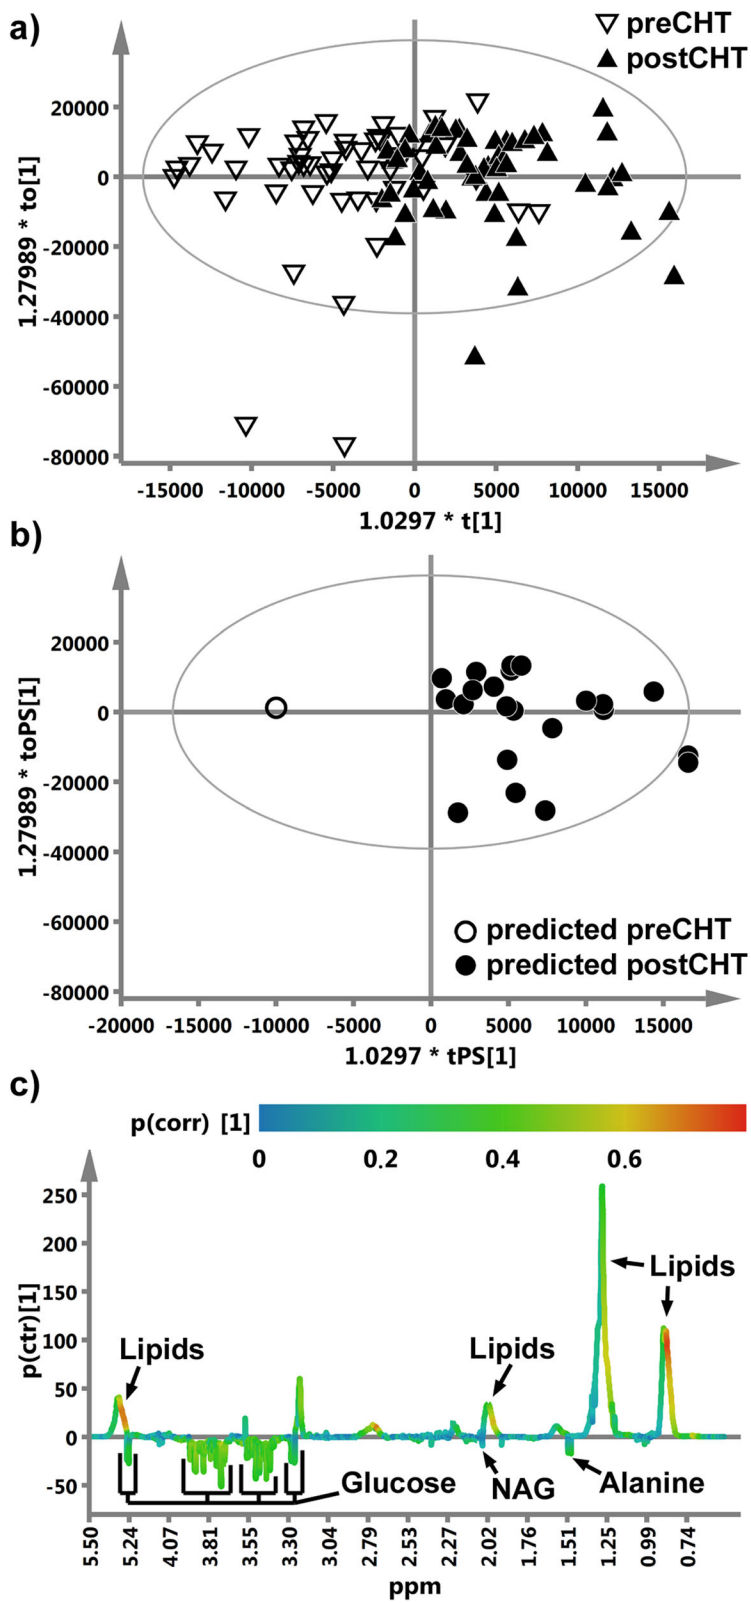 a)
preCHT
postCHT
1.27989 * to[1]
20000
0
-20000
-40000
-60000
-80000
-15000 -10000 -5000 0 5000 10000 15000
1.0297 * t[1]
b)
1.27989 * toPS[1]
20000
0
-20000
-40000
-60000
-80000
predicted preCHT
predicted postCHT
-20000 -15000 -10000 -5000 0 5000 10000 15000
1.0297 * tPS[1]
c)
p(corr) [1]
0 0.2 0.4 0.6
p(ctr)[1]
250
200
150
100
50
0
-50
Lipids
Lipids
Lipids
Glucose
NAG
Alanine
5.50 5.24 4.07 3.81 3.55 3.30 2.79 2.53 2.27 2.02 1.76 1.51 1.25 0.99 0.74
ppm